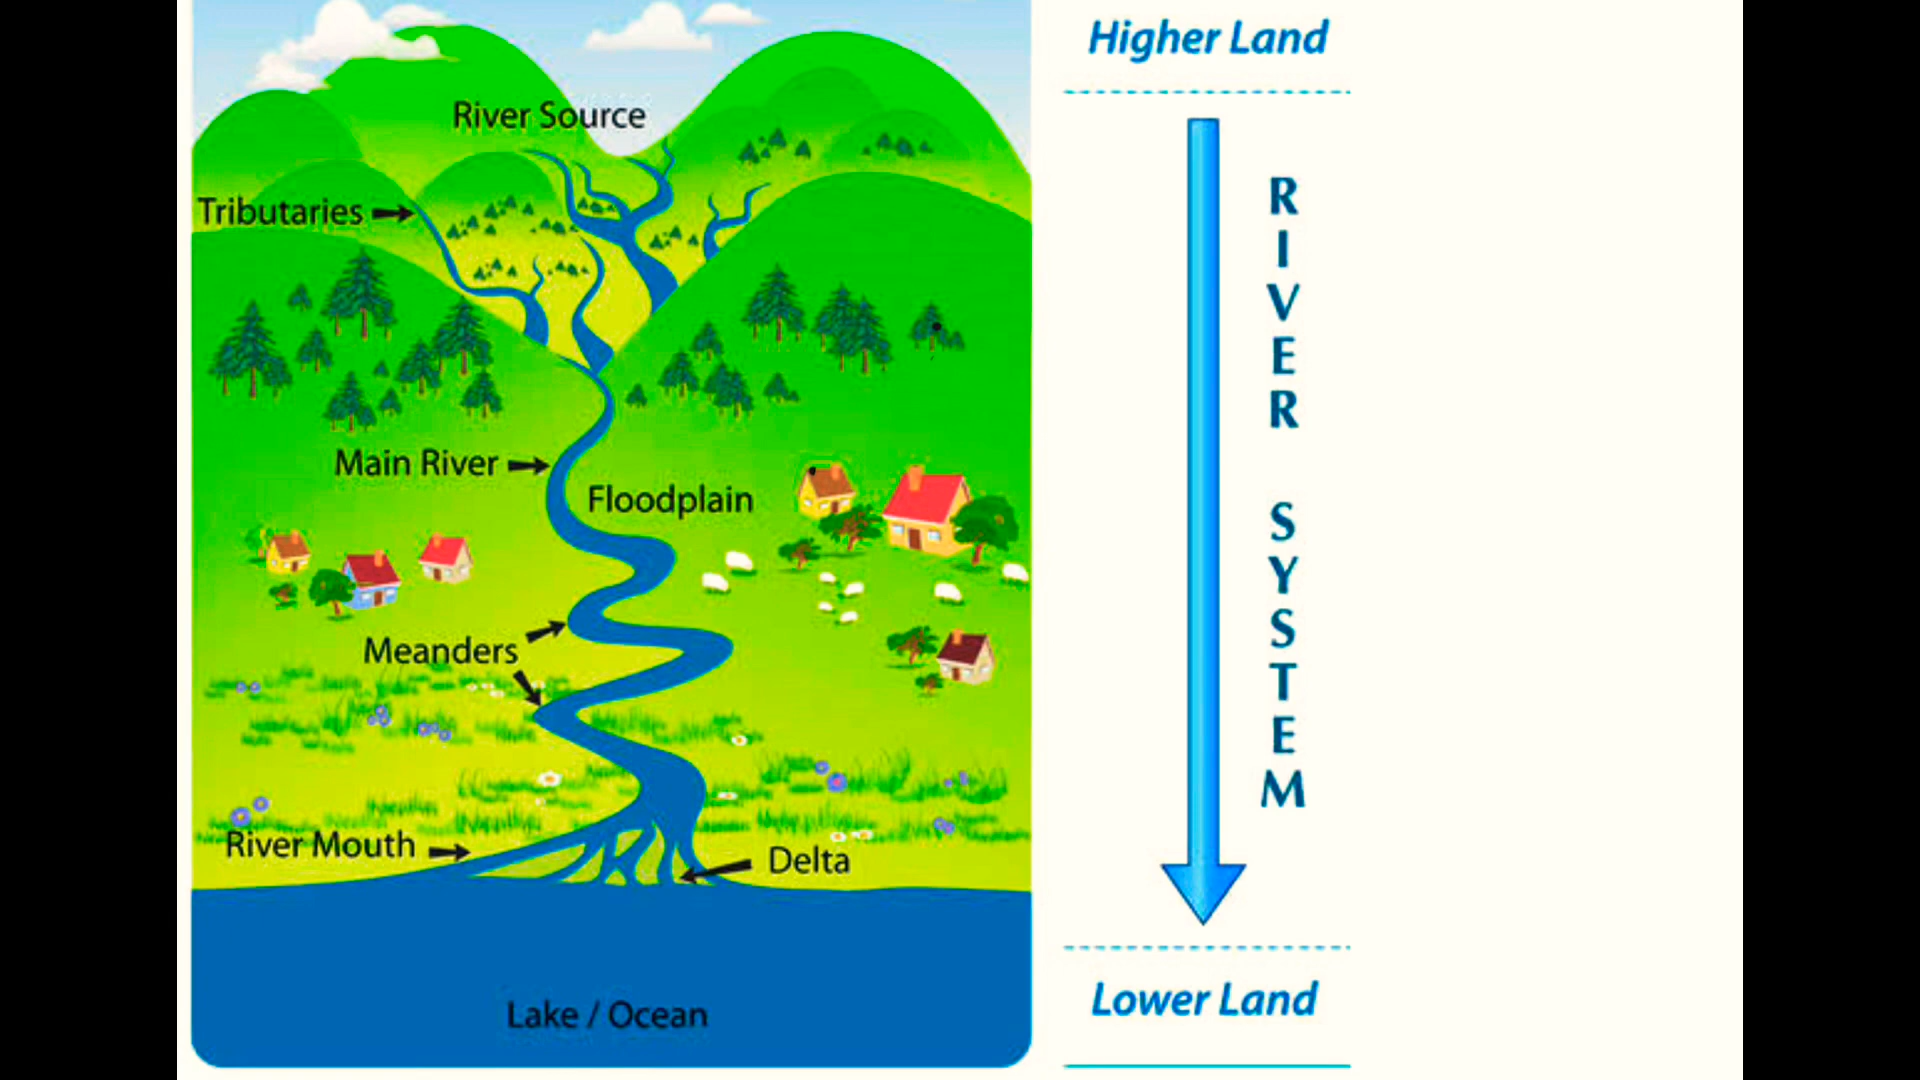 Higher Land
River Source
Tributaries
Main River
Floodplain
Meanders
River Mouth
Delta
Lake / Ocean
RIVER SYSTEM
Lower Land